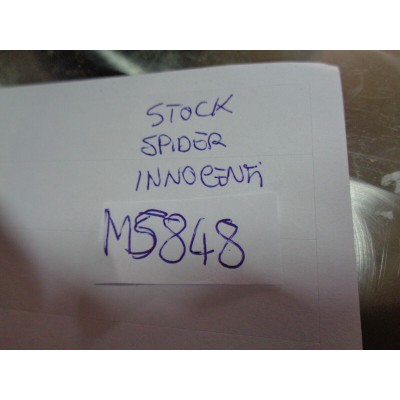 STOCK
SPIDER
INNOCENTI
M5848